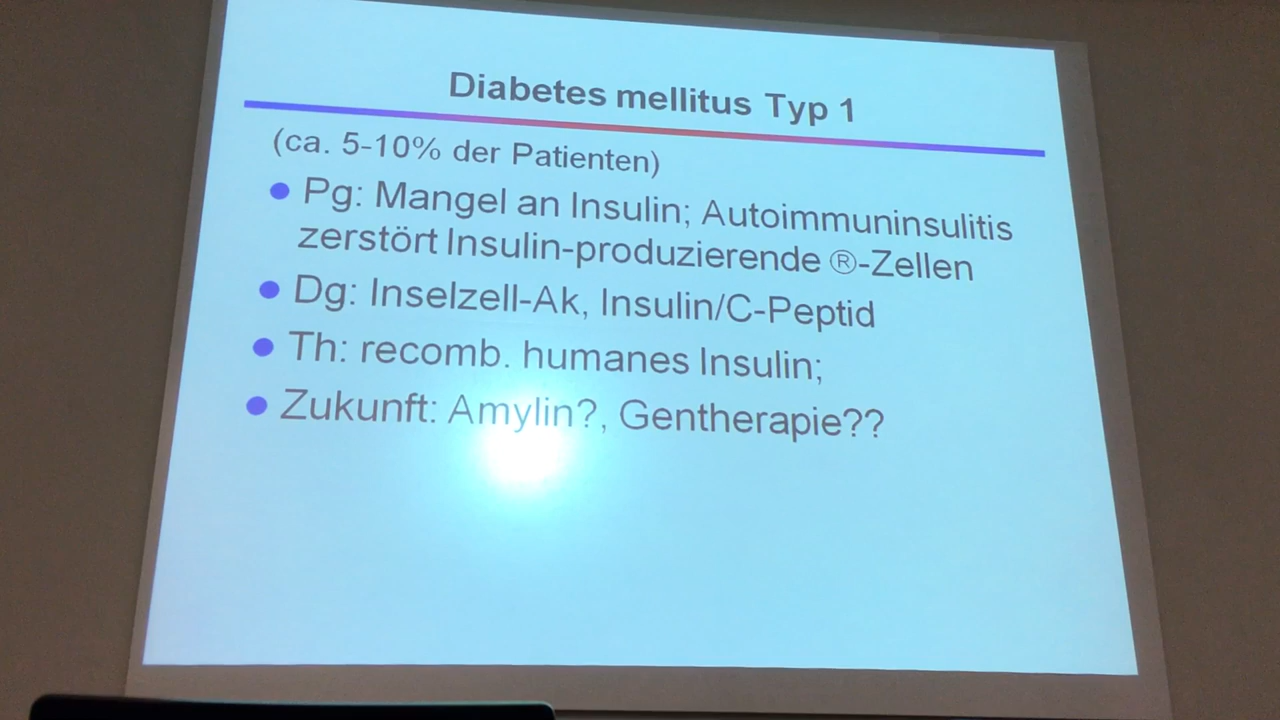 Diabetes mellitus Typ 1
(ca. 5-10% der Patienten)
Pg: Mangel an Insulin; Autoimmuninsulitis
zerstört Insulin-produzierende ®-Zellen
Dg: Inselzell-Ak, Insulin/C-Peptid
Th: recomb. humanes Insulin;
Zukunft: Amylin?, Gentherapie??